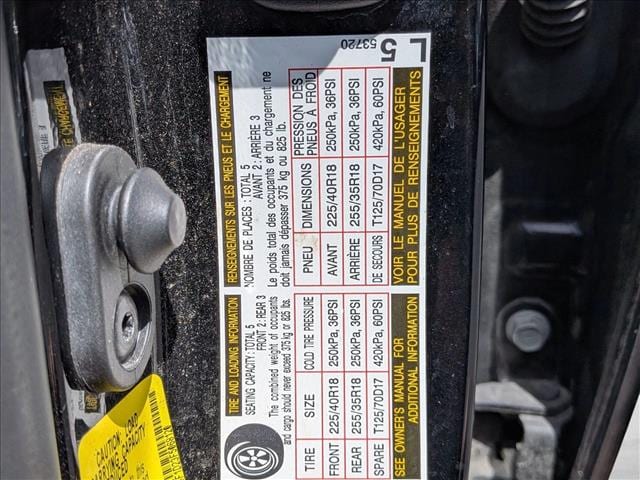 TIRE AND LOADING INFORMATION
SEATING CAPACITY : TOTAL 5
FRONT 2 : REAR 3
The combined weight of occupants
and cargo should never exceed 375 kg or 825 lbs.
TIRE SIZE COLD TIRE PRESSURE
FRONT 225/40R18 250kPa, 36PSI
REAR 255/35R18 250kPa, 36PSI
SPARE T125/70D17 420kPa, 60PSI
SEE OWNER'S MANUAL FOR
ADDITIONAL INFORMATION
RENSEIGNEMENTS SUR LES PNEUS ET LE CHARGEMENT
NOMBRE DE PLACES : TOTAL 5
AVANT 2 : ARRIÈRE 3
Le poids total des occupants et du chargement ne
doit jamais dépasser 375 kg ou 825 lb.
PNEU DIMENSIONS PRESSION DES
PNEUS À FROID
AVANT 225/40R18 250kPa, 36PSI
ARRIÈRE 255/35R18 250kPa, 36PSI
DE SECOURS T125/70D17 420kPa, 60PSI
VOIR LE MANUEL DE L'USAGER
POUR PLUS DE RENSEIGNEMENTS
53720
L5
CAUTION: LOAD
CARRYING CAPACITY
REDUCED